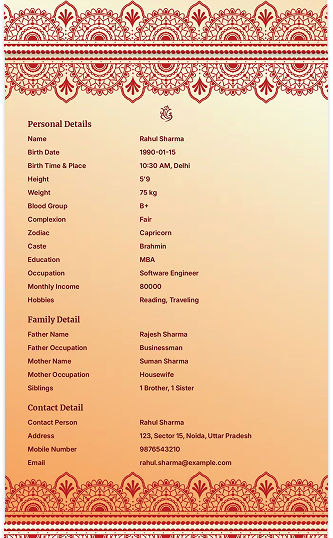 Personal Details
Name Rahul Sharma
Birth Date 1990-01-15
Birth Time & Place 10:30 AM, Delhi
Height 5'9
Weight 75 kg
Blood Group B+
Complexion Fair
Zodiac Capricorn
Caste Brahmin
Education MBA
Occupation Software Engineer
Monthly Income 80000
Hobbies Reading, Traveling
Family Detail
Father Name Rajesh Sharma
Father Occupation Businessman
Mother Name Suman Sharma
Mother Occupation Housewife
Siblings 1 Brother, 1 Sister
Contact Detail
Contact Person Rahul Sharma
Address 123, Sector 15, Noida, Uttar Pradesh
Mobile Number 9876543210
Email rahul.sharma@example.com